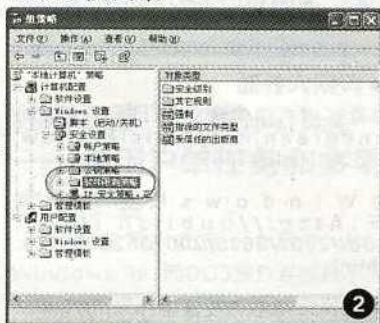 组策略
文件(F) 操作(A) 查看(V) 帮助(H)
“本地计算机” 策略
计算机配置
软件设置
Windows 设置
脚本 (启动/关机)
安全设置
帐户策略
本地策略
公钥策略
软件限制策略
IP 安全策略，在
管理模板
用户配置
软件设置
Windows 设置
管理模板
对象类型
安全级别
其它规则
强制
指派的文件类型
受信任的出版商
2